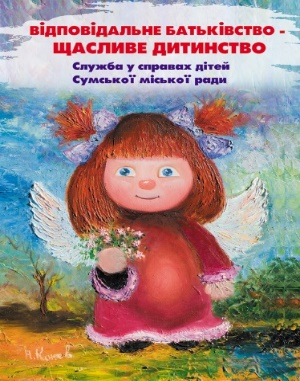 ВІДПОВІДАЛЬНЕ БАТЬКІВСТВО -
ЩАСЛИВЕ ДИТИНСТВО
Служба у справах дітей
Сумської міської ради